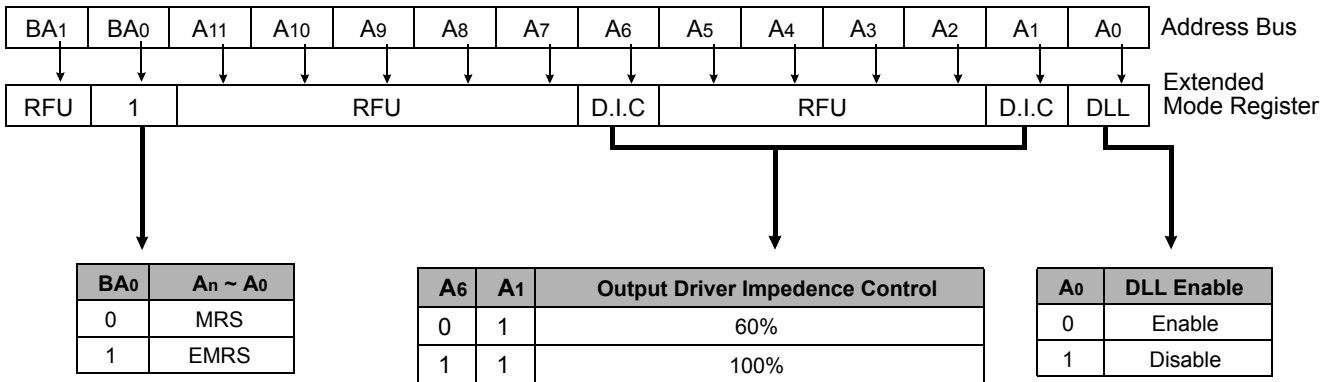 BA1 BA0 A11 A10 A9 A8 A7 A6 A5 A4 A3 A2 A1 A0 Address Bus
RFU 1 RFU D.I.C RFU D.I.C DLL Extended Mode Register
BA0 An ~ A0
0 MRS
1 EMRS
A6 A1 Output Driver Impedence Control
0 1 60%
1 1 100%
A0 DLL Enable
0 Enable
1 Disable